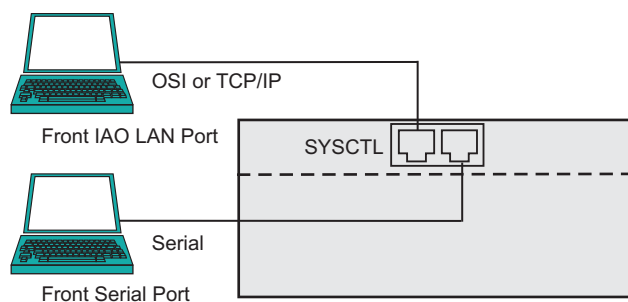 OSI or TCP/IP
Front IAO LAN Port
SYSCTL
Serial
Front Serial Port